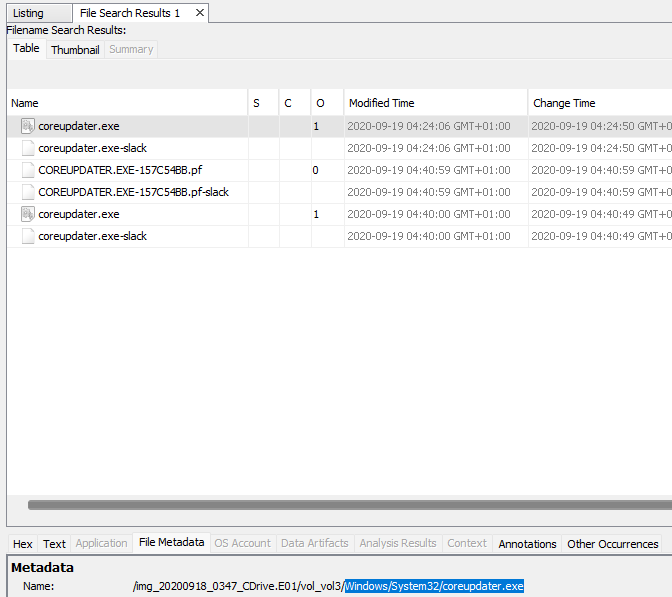 Listing File Search Results 1 ×
Filename Search Results:
Table Thumbnail Summary
Name S C O Modified Time Change Time
coreupdater.exe 1 2020-09-19 04:24:06 GMT+01:00 2020-09-19 04:24:50 GMT+0
coreupdater.exe-slack 2020-09-19 04:24:06 GMT+01:00 2020-09-19 04:24:50 GMT+0
COREUPDATER.EXE-157C54BB.pf 0 2020-09-19 04:40:59 GMT+01:00 2020-09-19 04:40:59 GMT+0
COREUPDATER.EXE-157C54BB.pf-slack 2020-09-19 04:40:59 GMT+01:00 2020-09-19 04:40:59 GMT+0
coreupdater.exe 1 2020-09-19 04:40:00 GMT+01:00 2020-09-19 04:40:49 GMT+0
coreupdater.exe-slack 2020-09-19 04:40:00 GMT+01:00 2020-09-19 04:40:49 GMT+0
Hex Text Application File Metadata OS Account Data Artifacts Analysis Results Context Annotations Other Occurrences
Metadata
Name: /img_20200918_0347_CDrive.E01/vol_vol3/Windows/System32/coreupdater.exe